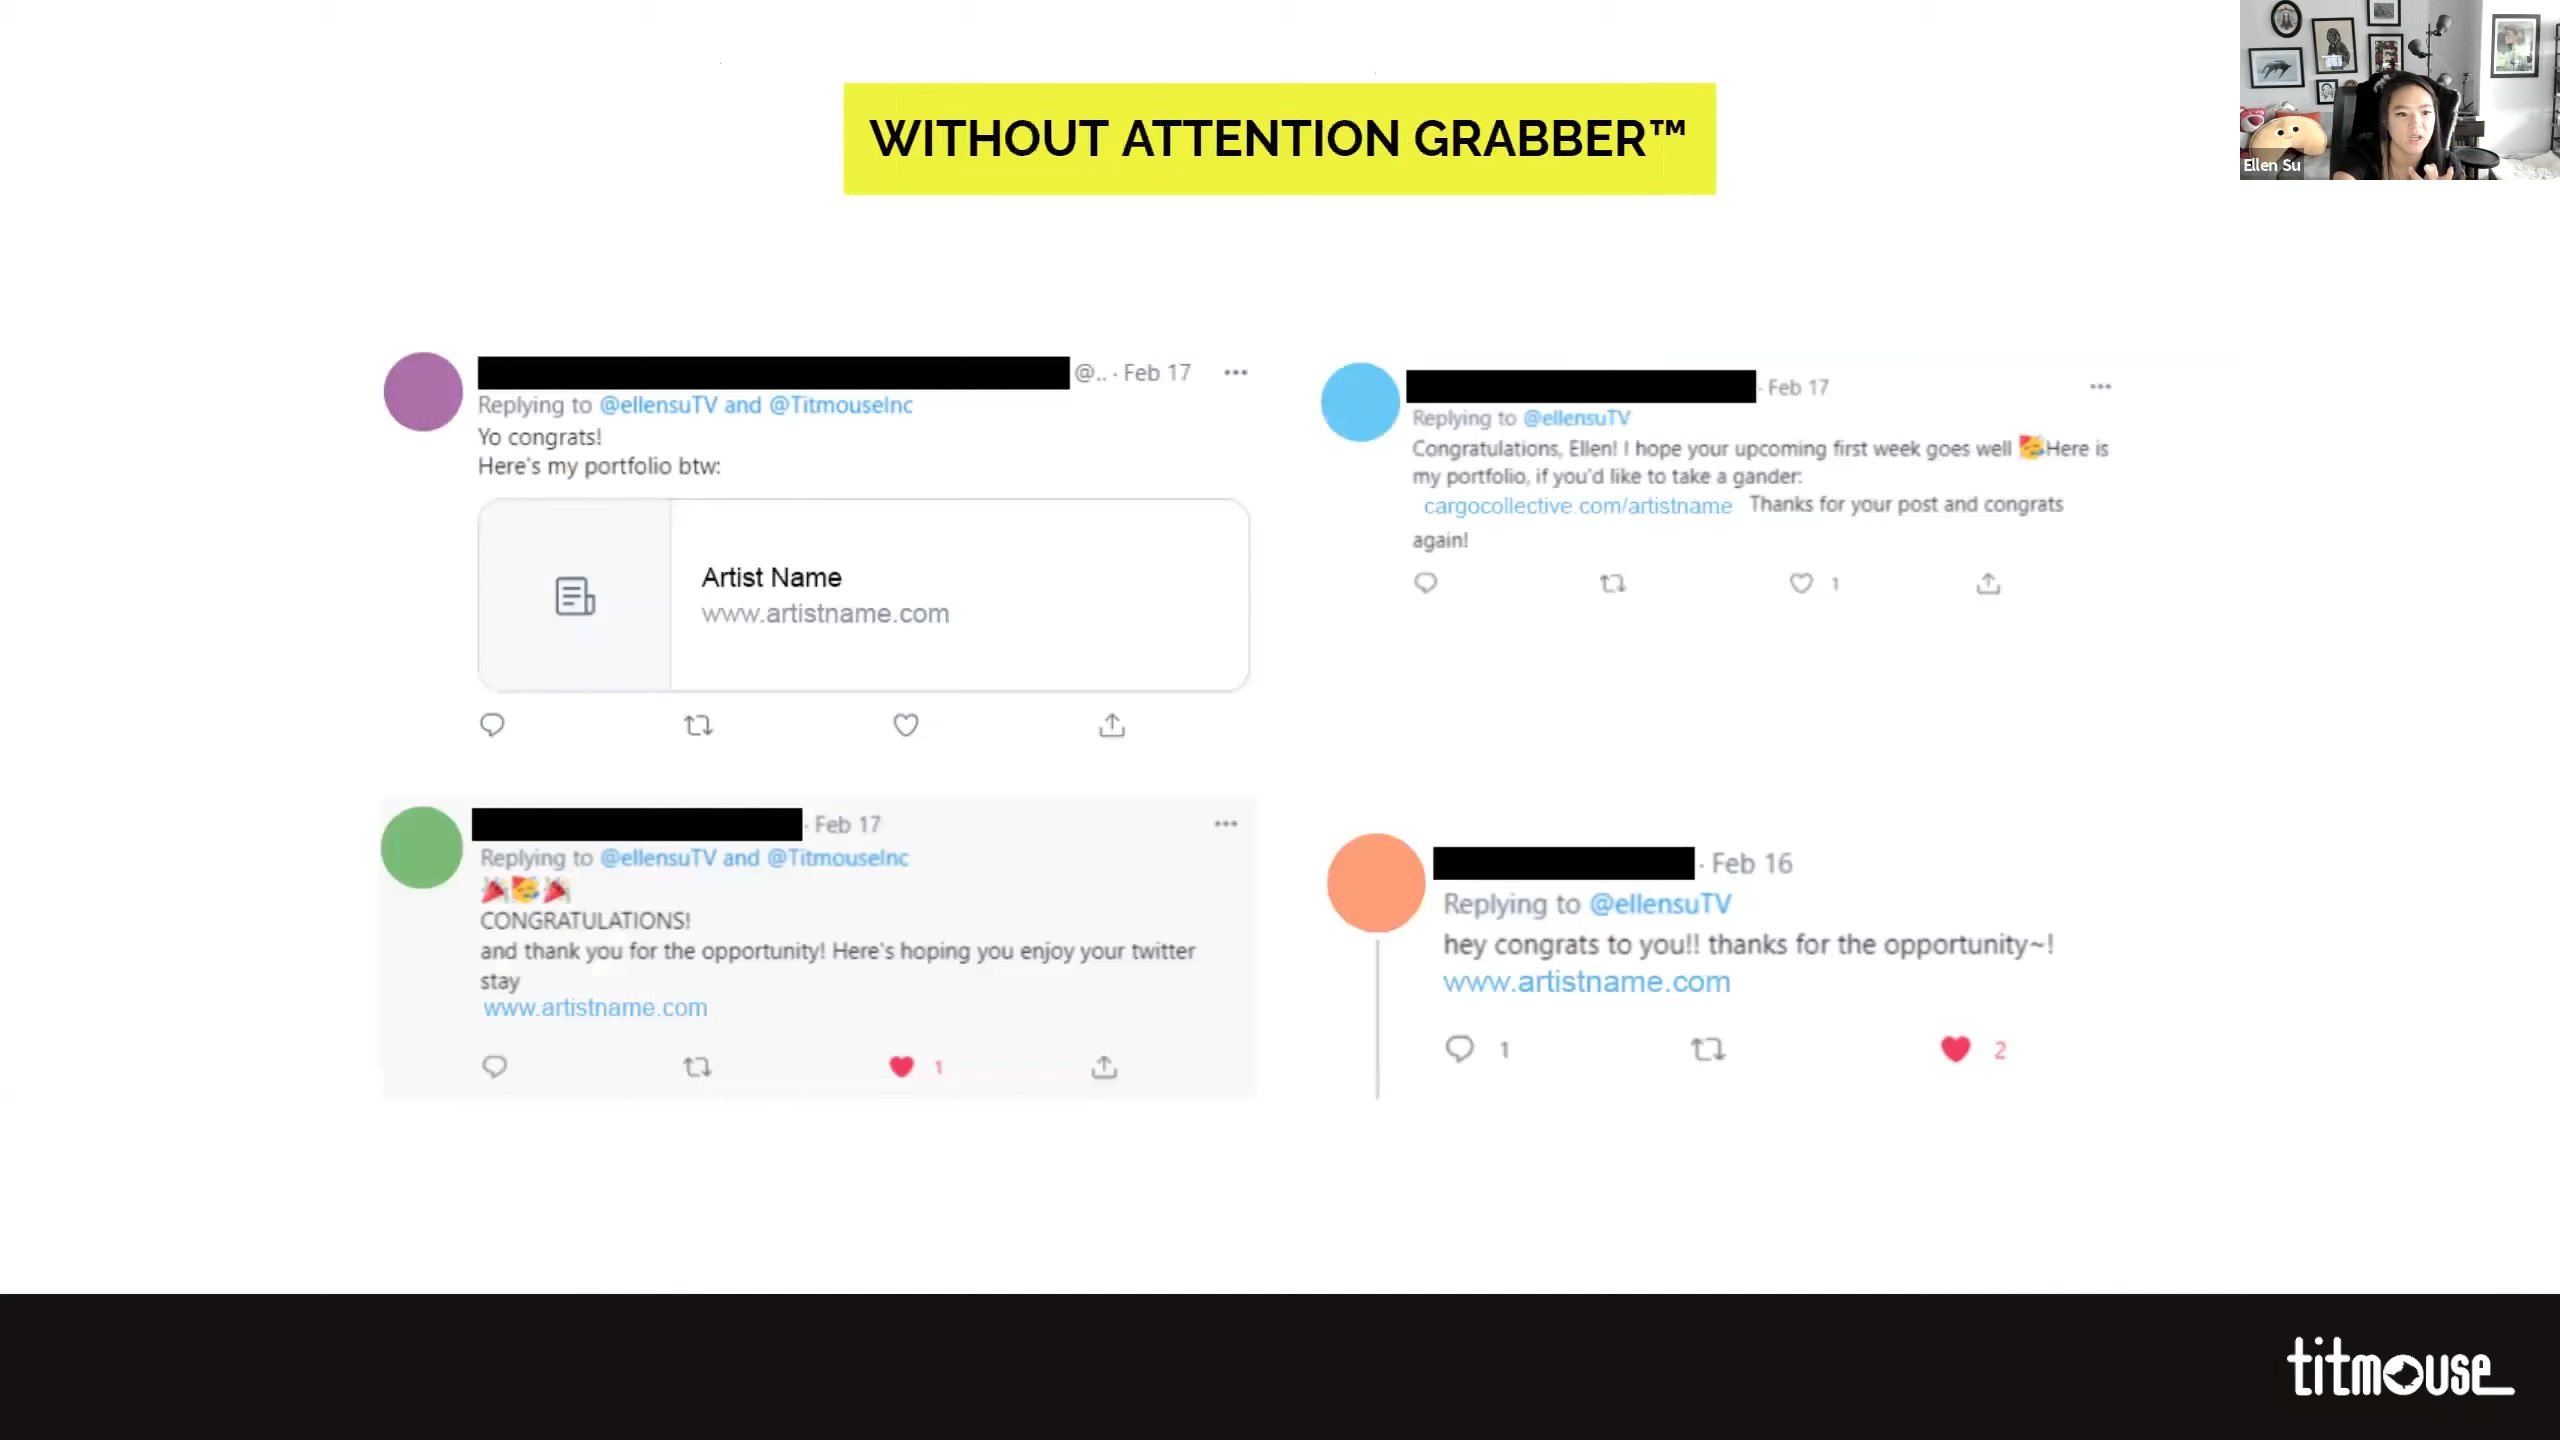 WITHOUT ATTENTION GRABBER™
Ellen Su
@.. · Feb 17
Replying to @ellensuTV and @TitmouseInc
Yo congrats!
Here's my portfolio btw:
Artist Name
www.artistname.com
· Feb 17
Replying to @ellensuTV
Congratulations, Ellen! I hope your upcoming first week goes well 🥳Here is
my portfolio, if you'd like to take a gander:
cargocollective.com/artistname Thanks for your post and congrats
again!
1
· Feb 17
Replying to @ellensuTV and @TitmouseInc
🎉🥳🎉
CONGRATULATIONS!
and thank you for the opportunity! Here's hoping you enjoy your twitter
stay
www.artistname.com
1
· Feb 16
Replying to @ellensuTV
hey congrats to you!! thanks for the opportunity~!
www.artistname.com
1 2
titmouse